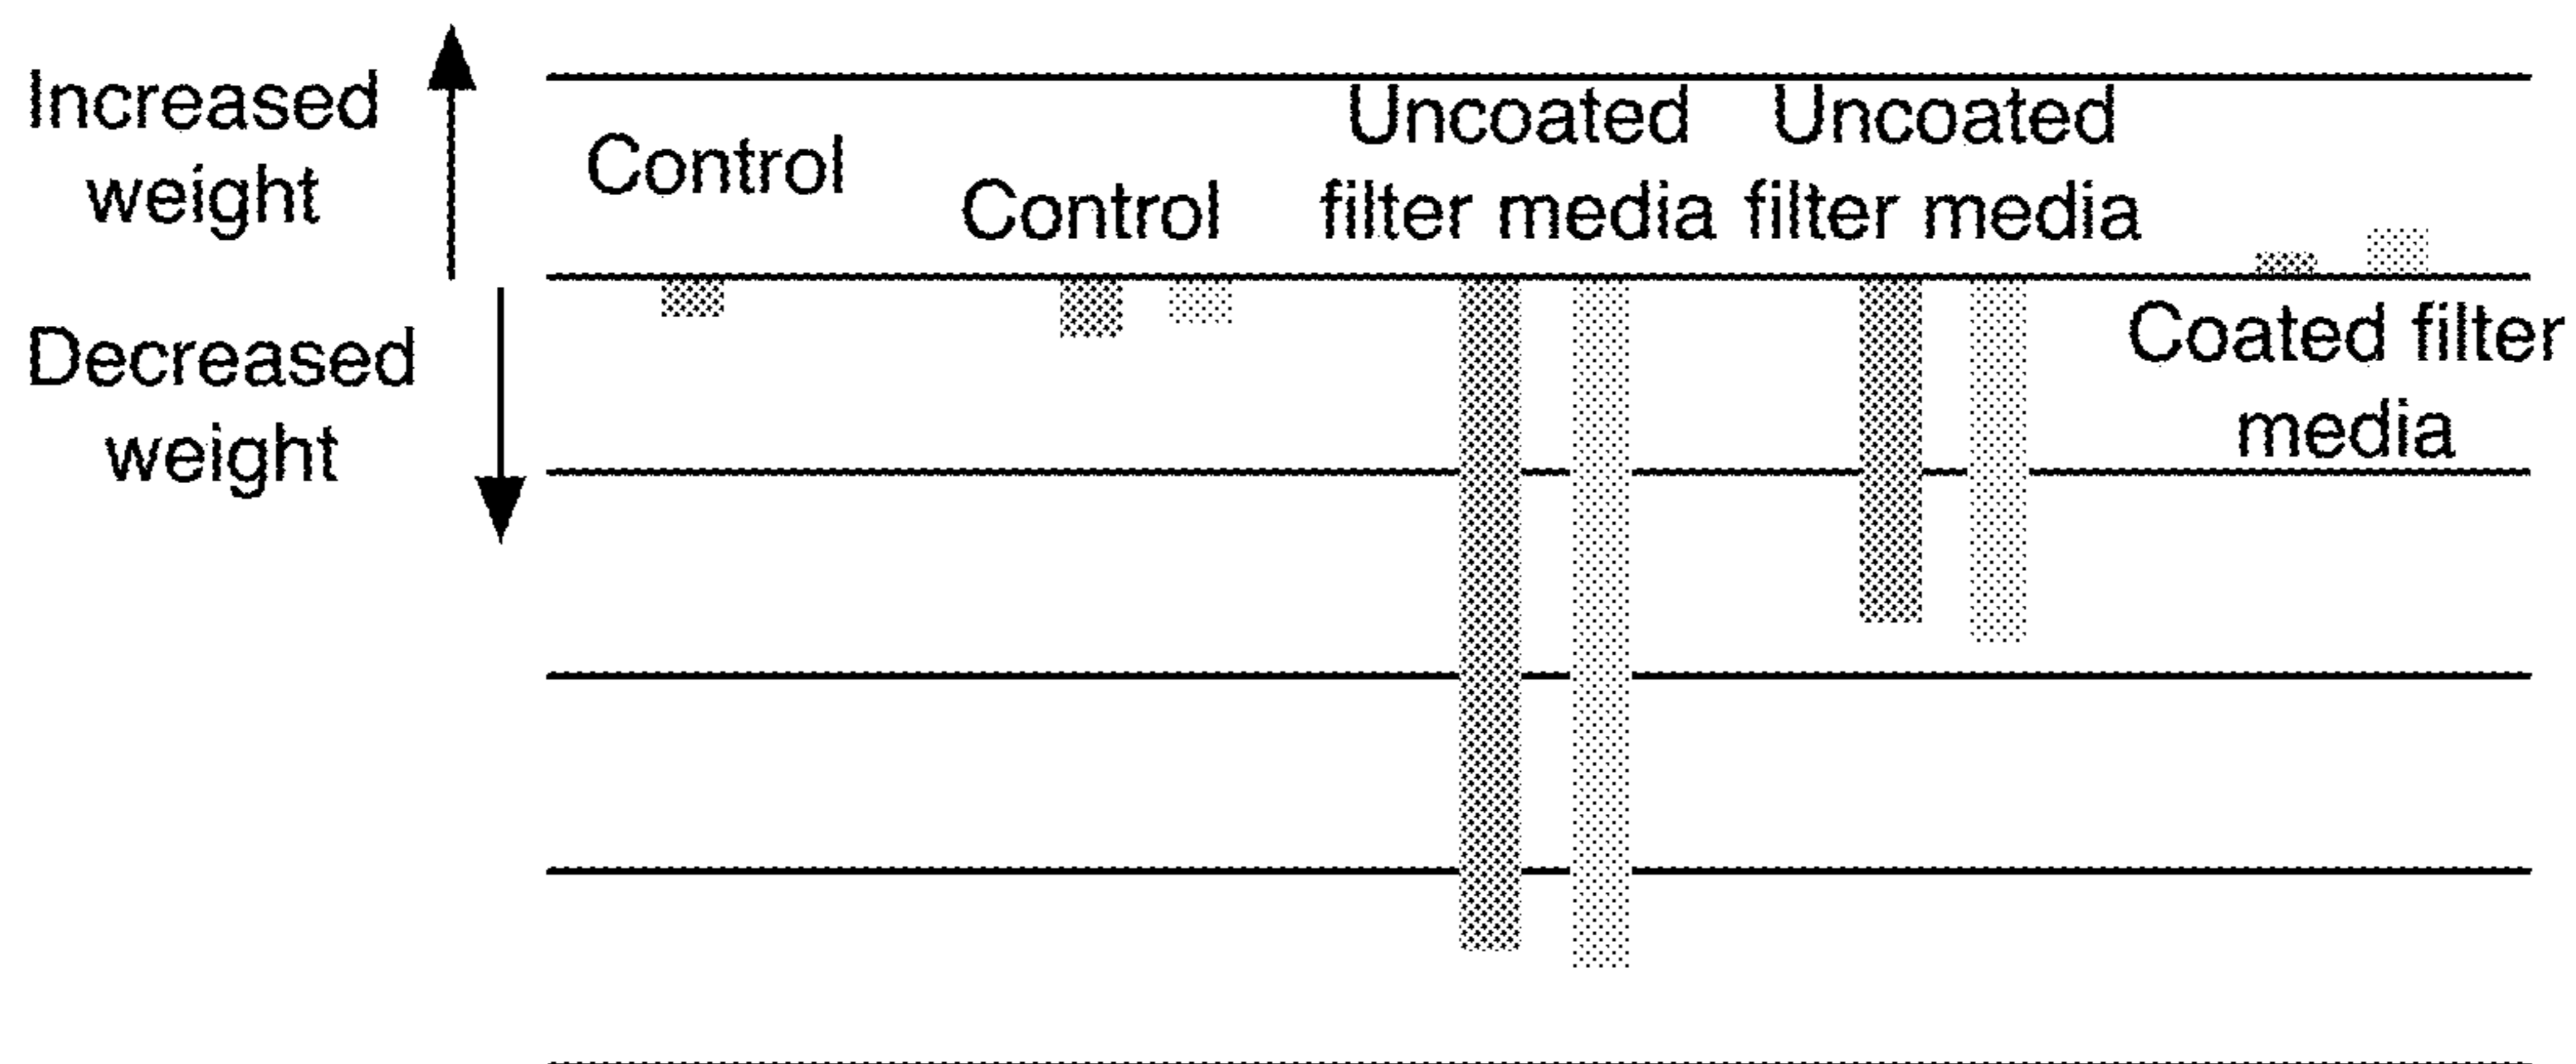 Increased
weight
Control
Control
Uncoated
filter media
Uncoated
filter media
Decreased
weight
Coated filter
media